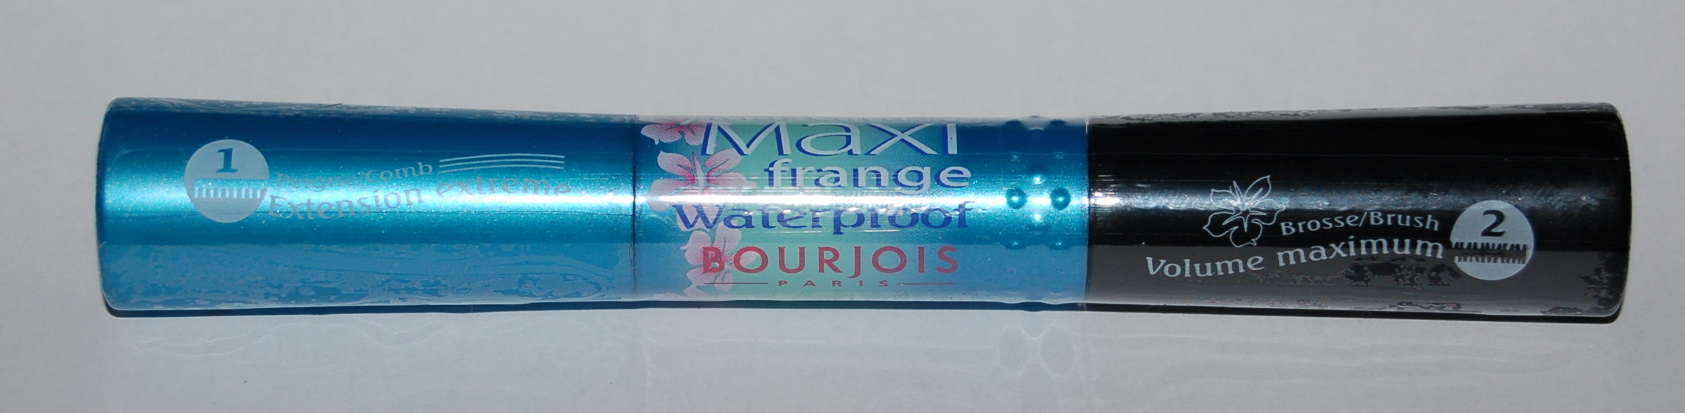 1
Peigne/Comb
Extension extrême
Maxi
frange
Waterproof
BOURJOIS
PARIS
Brosse/Brush
Volume maximum
2